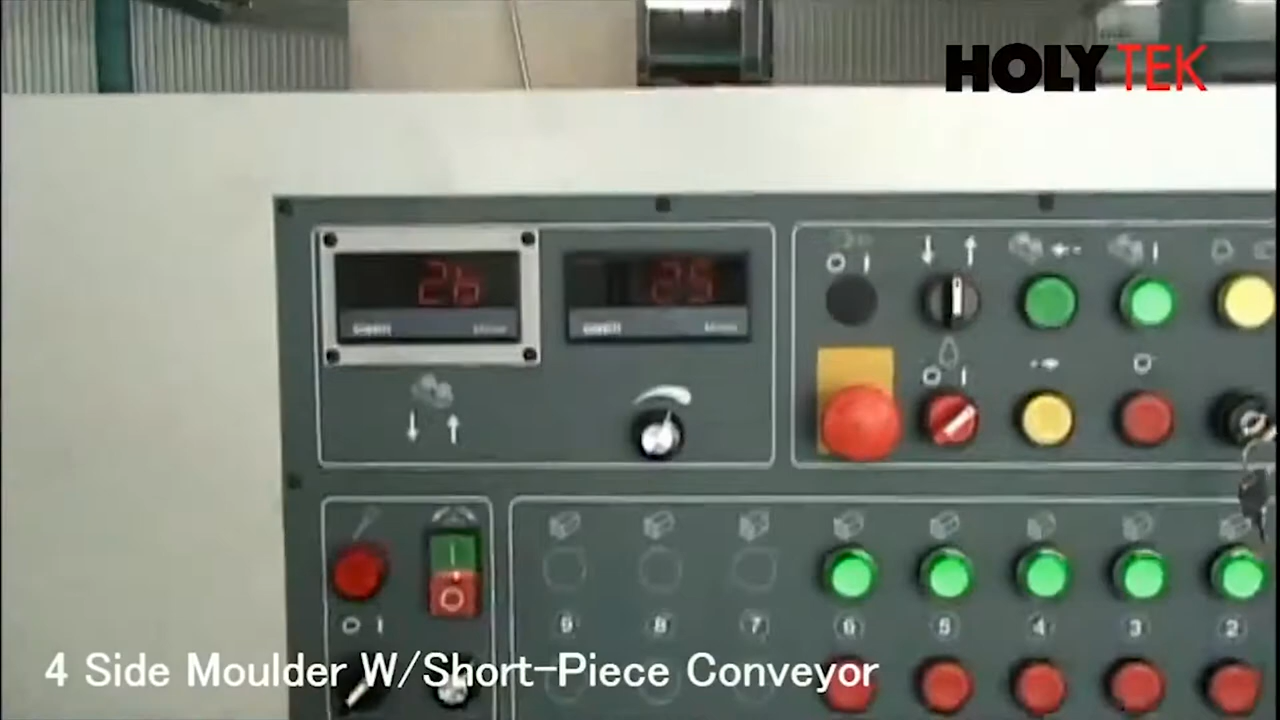 HOLYTEK
26
25
O I
O I
O I
9 8 7 6 5 4 3 2
4 Side Moulder W/Short-Piece Conveyor